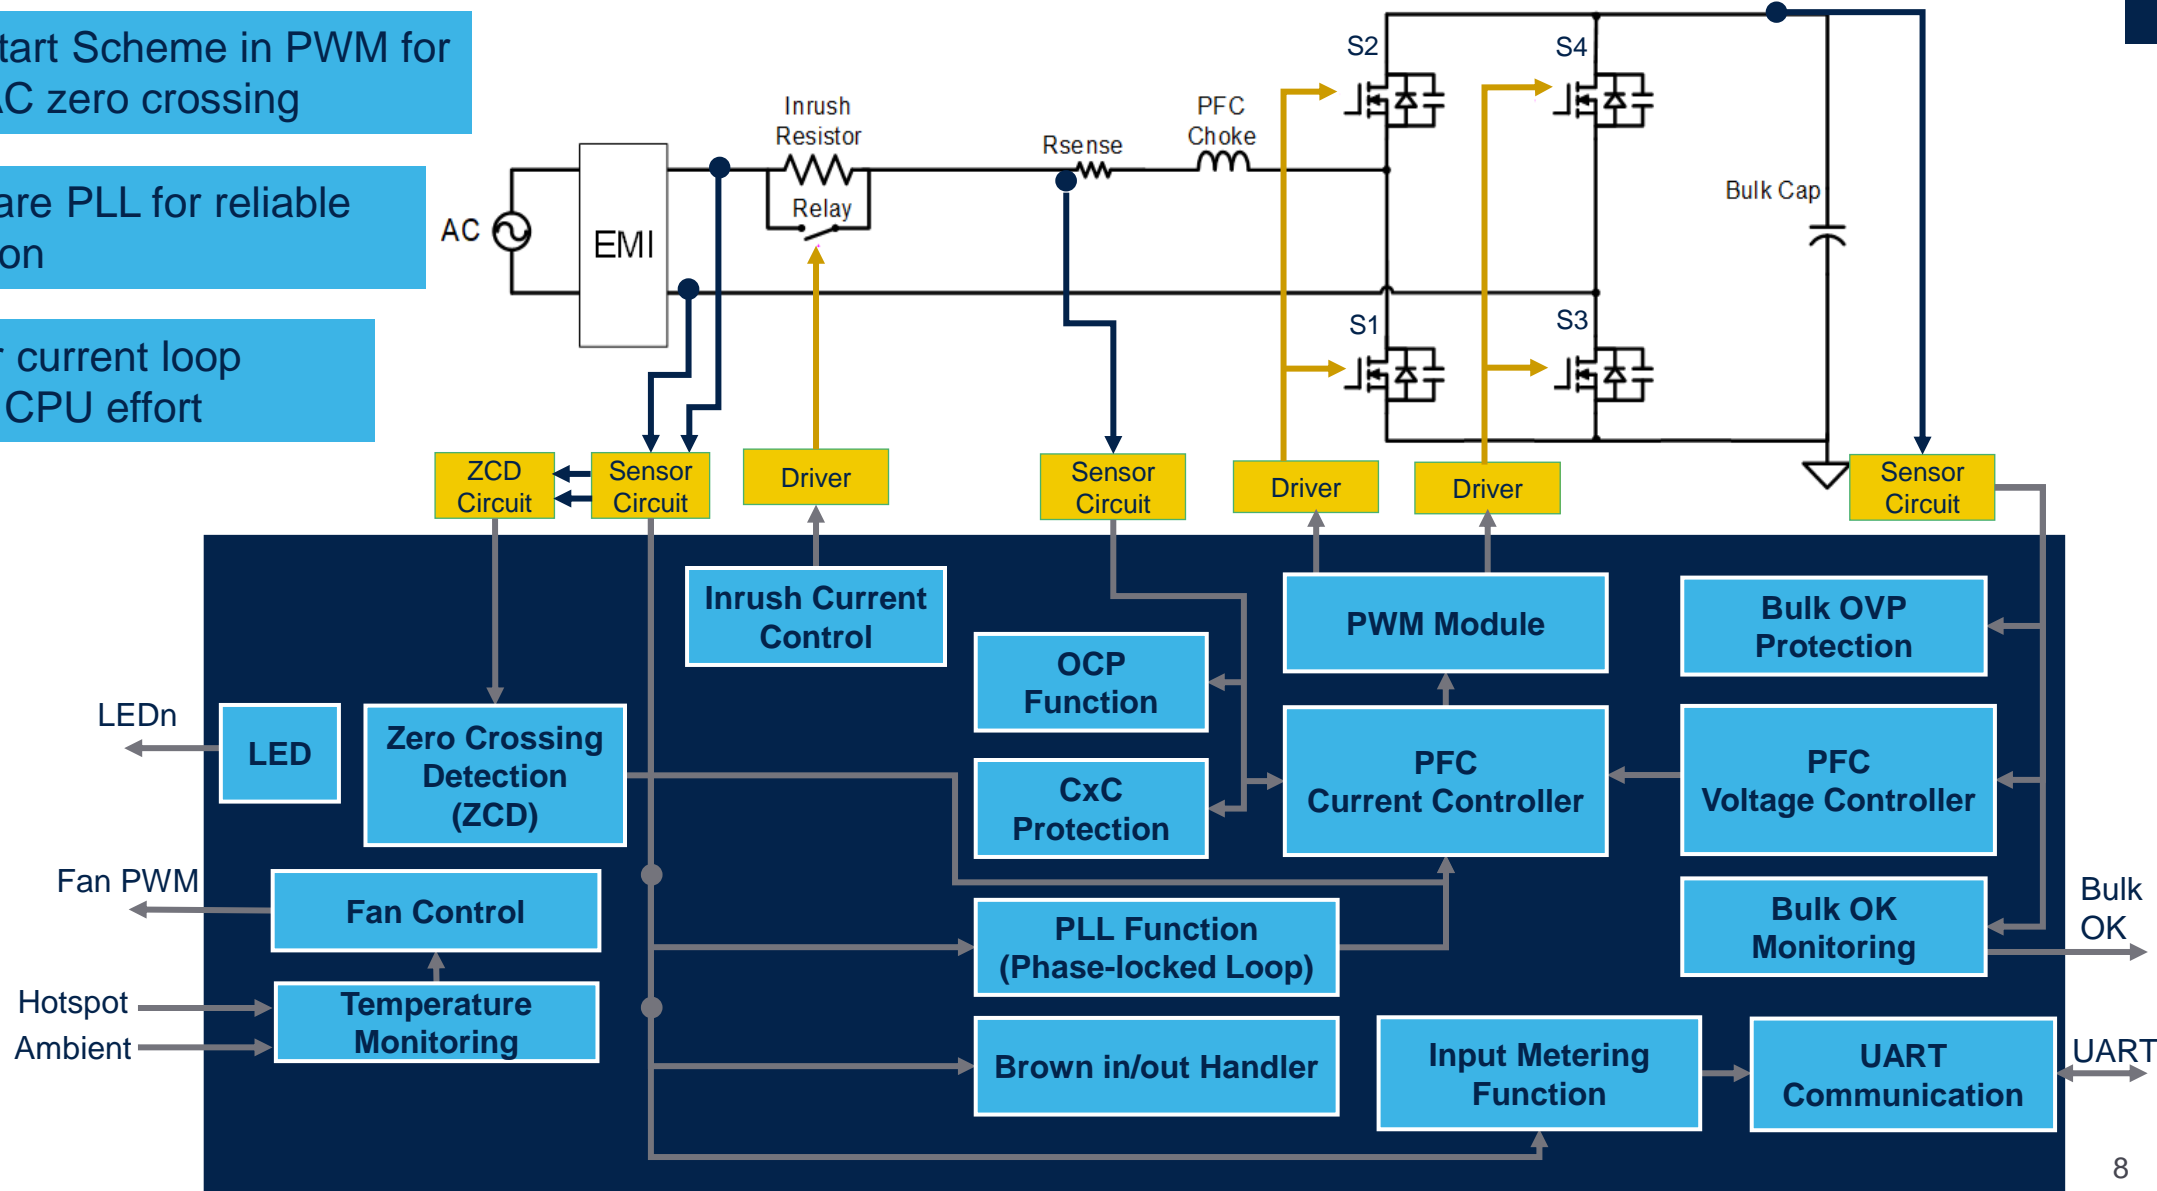 tart Scheme in PWM for
AC zero crossing
are PLL for reliable
on
r current loop
CPU effort
S2
S4
Inrush
Resistor
PFC
Choke
Rsense
Relay
Bulk Cap
AC
EMI
S1
S3
ZCD
Circuit
Sensor
Circuit
Driver
Sensor
Circuit
Driver
Driver
Sensor
Circuit
Inrush Current
Control
PWM Module
Bulk OVP
Protection
OCP
Function
LEDn
LED
Zero Crossing
Detection
(ZCD)
CxC
Protection
PFC
Current Controller
PFC
Voltage Controller
Fan PWM
Fan Control
PLL Function
(Phase-locked Loop)
Bulk OK
Monitoring
Bulk
OK
Hotspot
Ambient
Temperature
Monitoring
Brown in/out Handler
Input Metering
Function
UART
Communication
UART
8